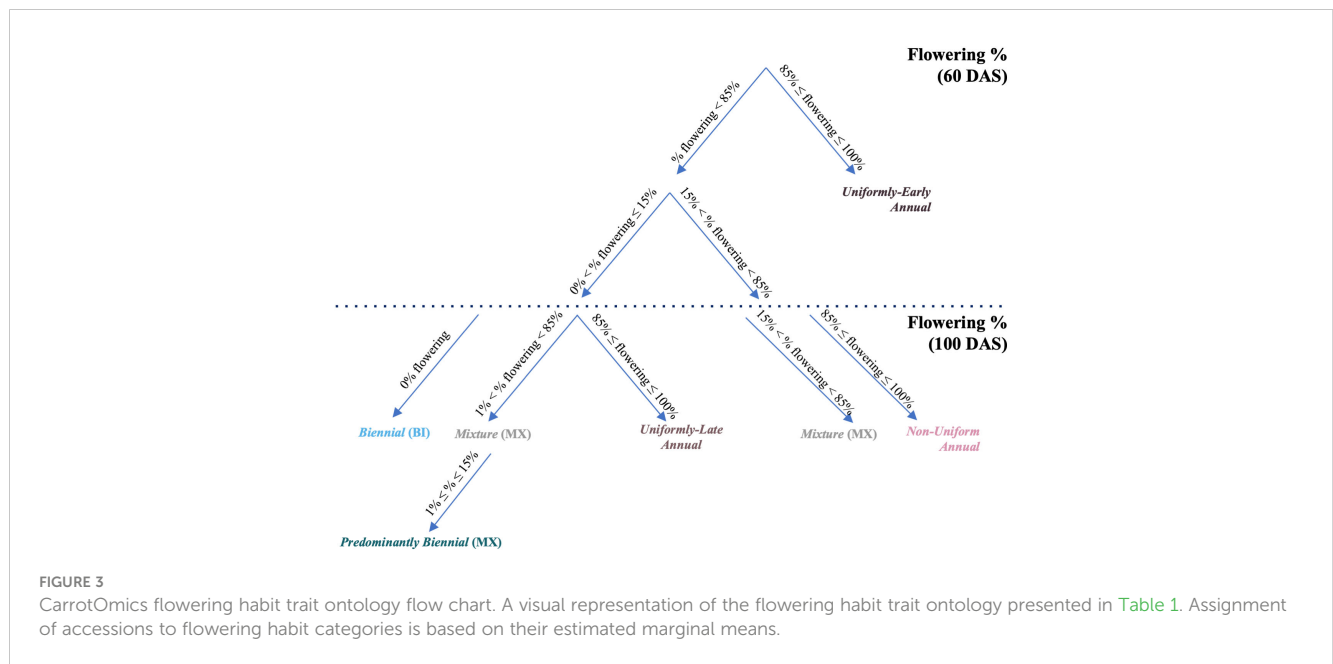 Flowering %
(60 DAS)
% flowering < 85%
85% ≤ flowering ≤ 100%
Uniformly-Early
Annual
0% < % flowering ≤ 15%
15% < % flowering < 85%
Flowering %
(100 DAS)
0% flowering
1% < % flowering < 85%
85% ≤ flowering ≤ 100%
15% < % flowering < 85%
85% ≤ flowering ≤ 100%
Biennial (BI)
Mixture (MX)
Uniformly-Late
Annual
Mixture (MX)
Non-Uniform
Annual
1% ≤ % ≤ 15%
Predominantly Biennial (MX)
FIGURE 3
CarrotOmics flowering habit trait ontology flow chart. A visual representation of the flowering habit trait ontology presented in Table 1. Assignment
of accessions to flowering habit categories is based on their estimated marginal means.